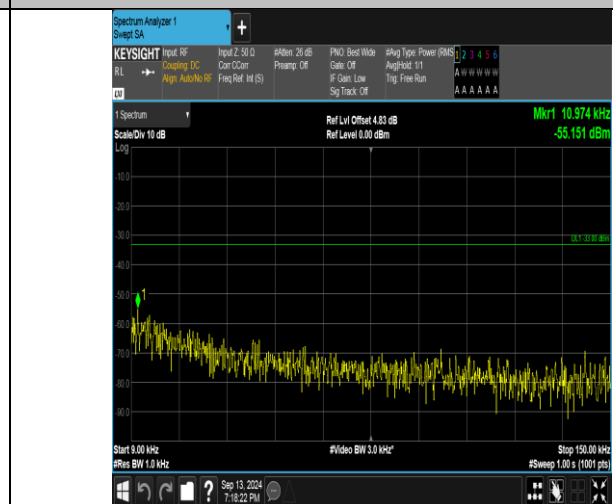 Spectrum Analyzer 1
Swept SA
+
KEYSIGHT
RL
Input: RF
Coupling: DC
Align: Auto/No RF
Input Z: 50 Ω
Corr CCorr
Freq Ref: Int (S)
#Atten: 26 dB
Preamp: Off
PNO: Best Wide
Gate: Off
IF Gain: Low
Sig Track: Off
#Avg Type: Power (RMS
Avg|Hold: 1/1
Trig: Free Run
1 2 3 4 5 6
A W W W W W
A A A A A A
1 Spectrum
Scale/Div 10 dB
Ref Lvl Offset 4.83 dB
Ref Level 0.00 dBm
Mkr1 10.974 kHz
-55.151 dBm
Log
-10.0
-20.0
-30.0
DL1 -33.00 dBm
-40.0
-50.0
1
-60.0
-70.0
-80.0
-90.0
Start 9.00 kHz
#Res BW 1.0 kHz
#Video BW 3.0 kHz*
Stop 150.00 kHz
#Sweep 1.00 s (1001 pts)
?
Sep 13, 2024
7:18:22 PM